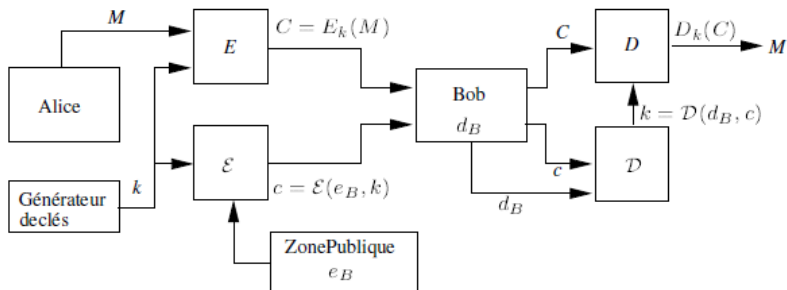 M
E
C = E_k(M)
C
D
D_k(C)
M
Alice
Bob
d_B
k = 𝒟(d_B, c)
k
ℰ
c = ℰ(e_B, k)
c
𝒟
d_B
Générateur
declés
ZonePublique
e_B